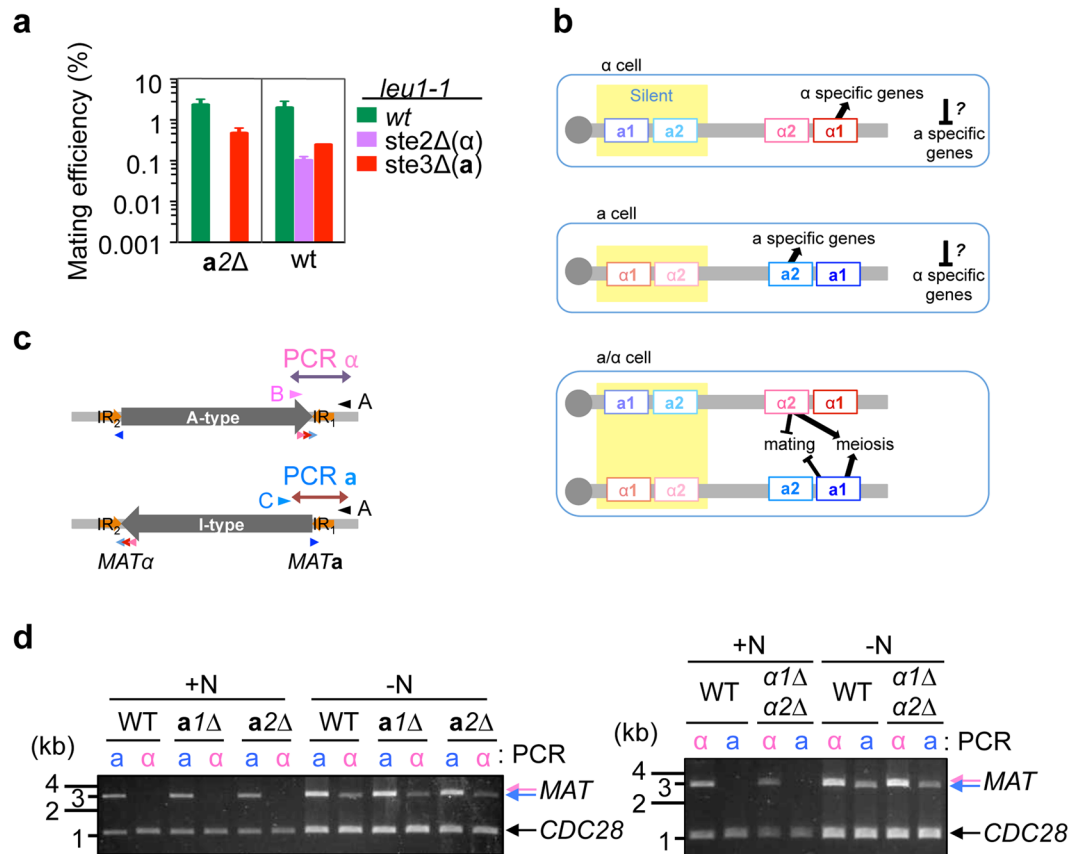 a
Mating efficiency (%)
10
1
0.1
0.01
0.001
a2Δ
wt
leu1-1
wt
ste2Δ(α)
ste3Δ(a)
b
α cell
Silent
a1
a2
α2
α1
α specific genes
?
a specific
genes
a cell
α1
α2
a2
a1
a specific genes
?
α specific
genes
a/α cell
a1
a2
α2
α1
mating
meiosis
α1
α2
a2
a1
c
PCR α
B
A
IR2
A-type
IR1
PCR a
C
A
IR2
I-type
IR1
MATα
MATa
d
+N
-N
WT
a1Δ
a2Δ
WT
a1Δ
a2Δ
(kb)
a α a α a α a α a α a α : PCR
4
3
2
1
MAT
CDC28
+N
-N
WT
α1Δ
α2Δ
WT
α1Δ
α2Δ
(kb)
α a α a α a α a : PCR
4
3
2
1
MAT
CDC28